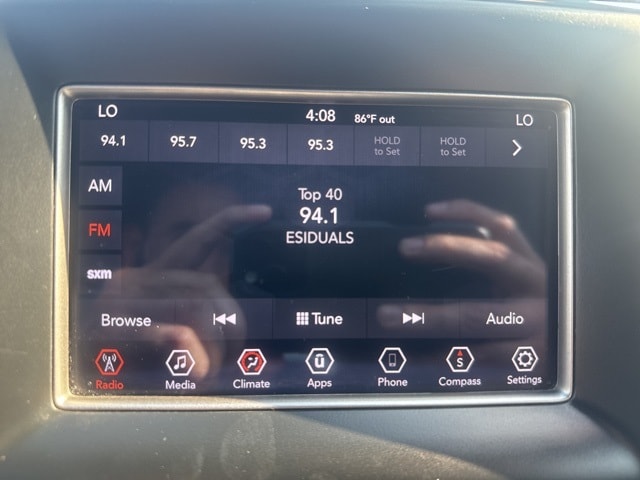 LO 4:08 86°F out LO
94.1 95.7 95.3 95.3 HOLD to Set HOLD to Set >
AM
FM
sxm
Top 40
94.1
ESIDUALS
Browse Tune Audio
Radio Media Climate Apps Phone S Compass Settings